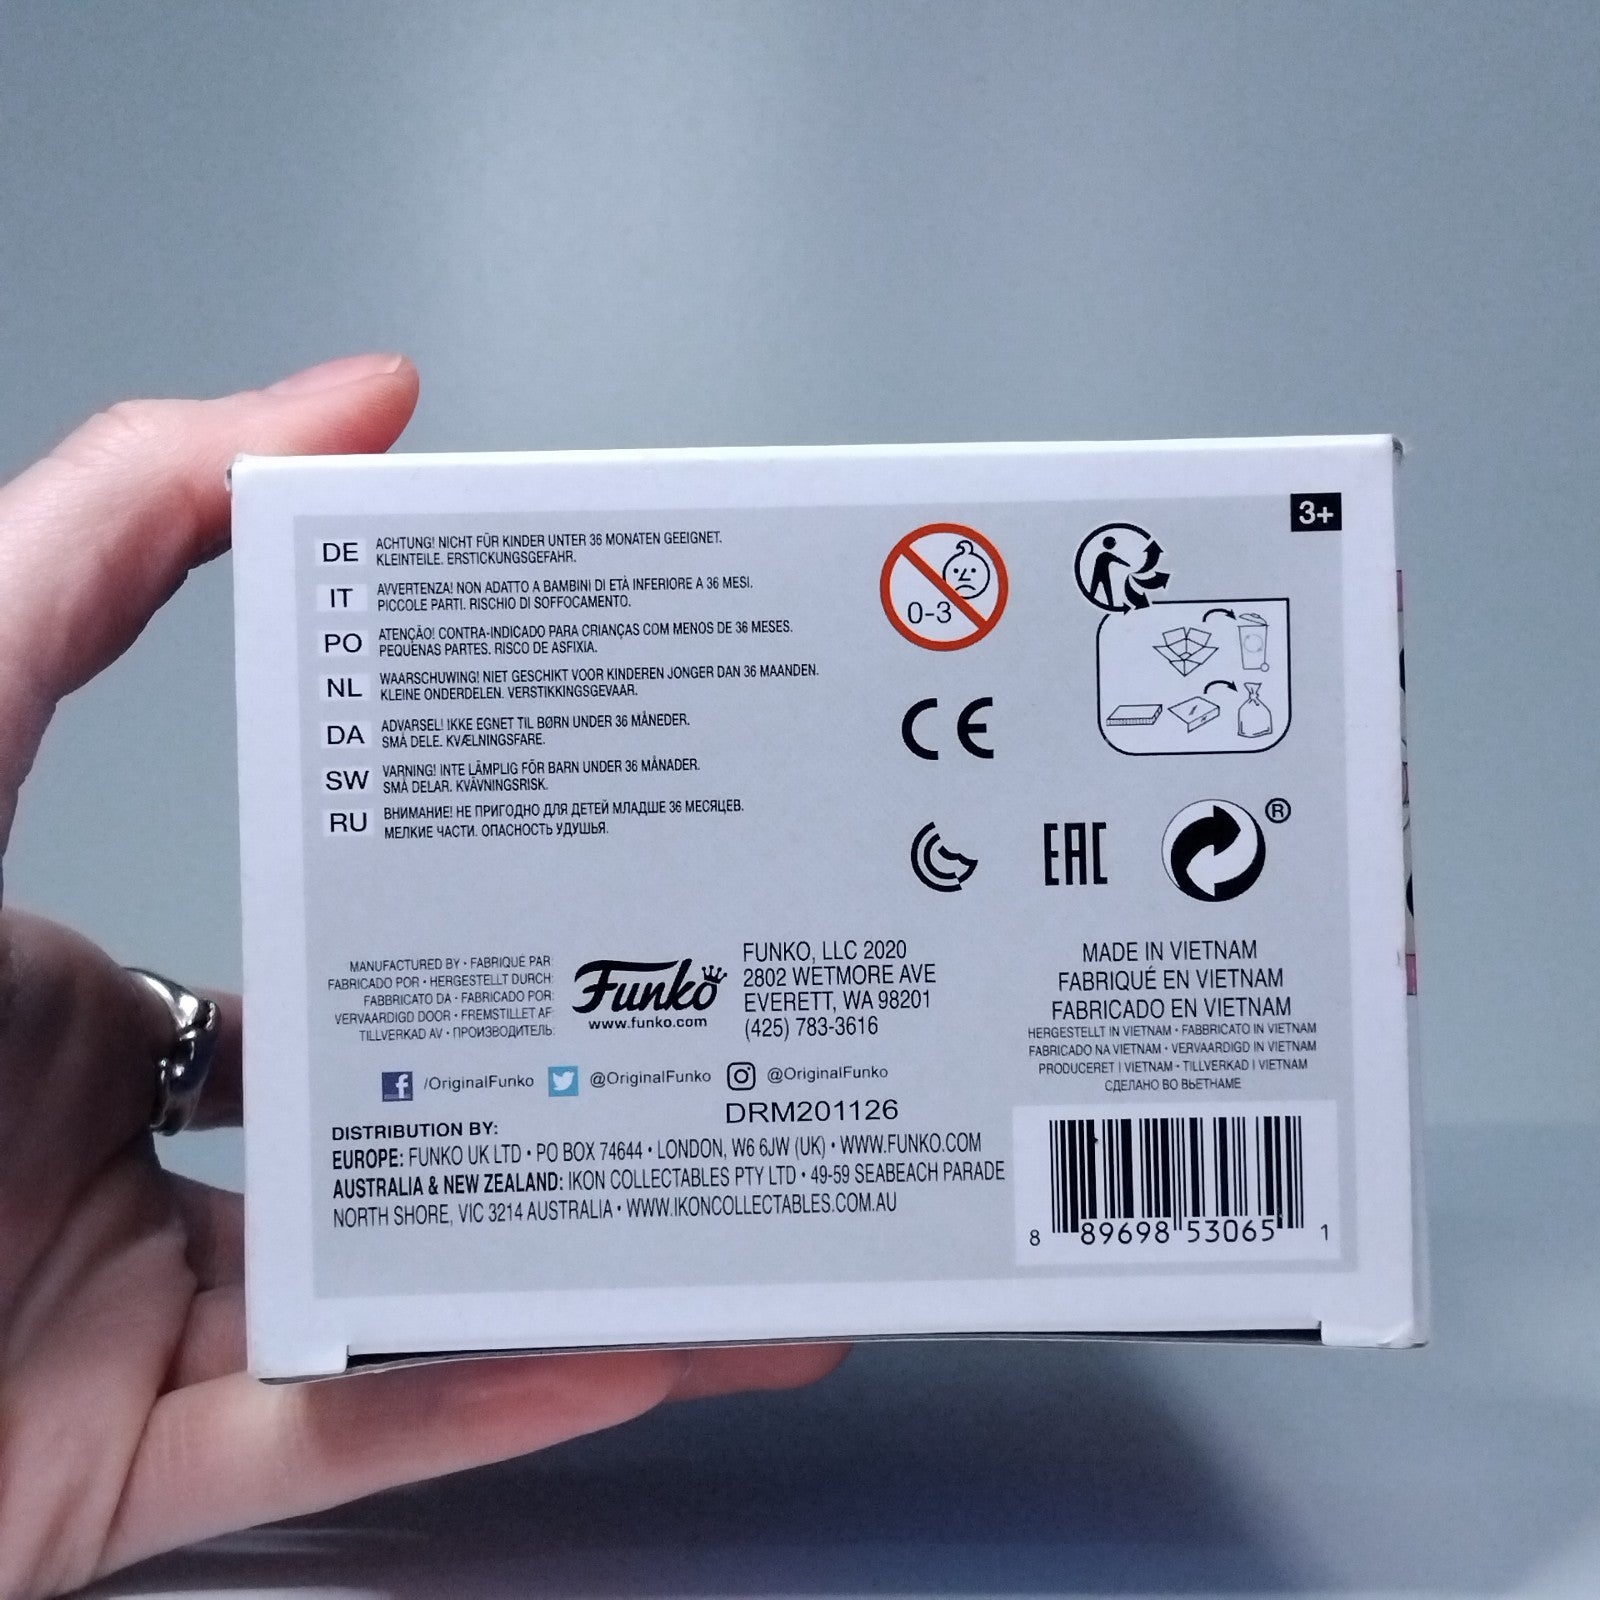 3+
DE ACHTUNG! NICHT FÜR KINDER UNTER 36 MONATEN GEEIGNET.
KLEINTEILE. ERSTICKUNGSGEFAHR.
IT AVVERTENZA! NON ADATTO A BAMBINI DI ETÀ INFERIORE A 36 MESI.
PICCOLE PARTI. RISCHIO DI SOFFOCAMENTO.
PO ATENÇÃO! CONTRA-INDICADO PARA CRIANÇAS COM MENOS DE 36 MESES.
PEQUENAS PARTES. RISCO DE ASFIXIA.
NL WAARSCHUWING! NIET GESCHIKT VOOR KINDEREN JONGER DAN 36 MAANDEN.
KLEINE ONDERDELEN. VERSTIKKINGSGEVAAR.
DA ADVARSEL! IKKE EGNET TIL BØRN UNDER 36 MÅNEDER.
SMÅ DELE. KVÆLNINGSFARE.
SW VARNING! INTE LÄMPLIG FÖR BARN UNDER 36 MÅNADER.
SMÅ DELAR. KVÄVNINGSRISK.
RU ВНИМАНИЕ! НЕ ПРИГОДНО ДЛЯ ДЕТЕЙ МЛАДШЕ 36 МЕСЯЦЕВ.
МЕЛКИЕ ЧАСТИ. ОПАСНОСТЬ УДУШЬЯ.
0-3
CE
EAC
®
MANUFACTURED BY • FABRIQUÉ PAR:
FABRICADO POR • HERGESTELLT DURCH:
FABBRICATO DA • FABRICADO POR:
VERVAARDIGD DOOR • FREMSTILLET AF:
TILLVERKAD AV • ПРОИЗВОДИТЕЛЬ:
Funko
www.funko.com
FUNKO, LLC 2020
2802 WETMORE AVE
EVERETT, WA 98201
(425) 783-3616
MADE IN VIETNAM
FABRIQUÉ EN VIETNAM
FABRICADO EN VIETNAM
HERGESTELLT IN VIETNAM • FABBRICATO IN VIETNAM
FABRICADO NA VIETNAM • VERVAARDIGD IN VIETNAM
PRODUCERET I VIETNAM • TILLVERKAD I VIETNAM
СДЕЛАНО ВО ВЬЕТНАМЕ
f /OriginalFunko @OriginalFunko @OriginalFunko
DRM201126
DISTRIBUTION BY:
EUROPE: FUNKO UK LTD • PO BOX 74644 • LONDON, W6 6JW (UK) • WWW.FUNKO.COM
AUSTRALIA & NEW ZEALAND: IKON COLLECTABLES PTY LTD • 49-59 SEABEACH PARADE
NORTH SHORE, VIC 3214 AUSTRALIA • WWW.IKONCOLLECTABLES.COM.AU
8 89698 53065 1